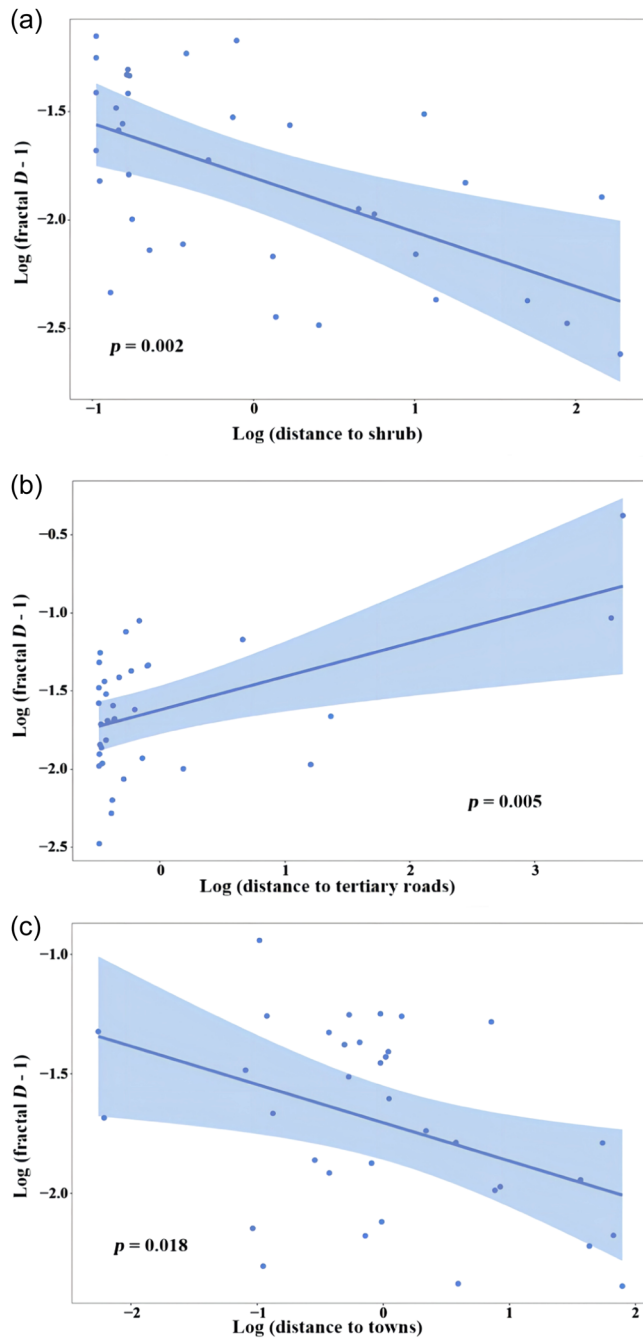 (a)
Log (fractal D - 1)
−1.5
−2.0
−2.5
p = 0.002
−1 0 1 2
Log (distance to shrub)
(b)
Log (fractal D - 1)
−0.5
−1.0
−1.5
−2.0
−2.5
p = 0.005
0 1 2 3
Log (distance to tertiary roads)
(c)
Log (fractal D - 1)
−1.0
−1.5
−2.0
p = 0.018
−2 −1 0 1 2
Log (distance to towns)